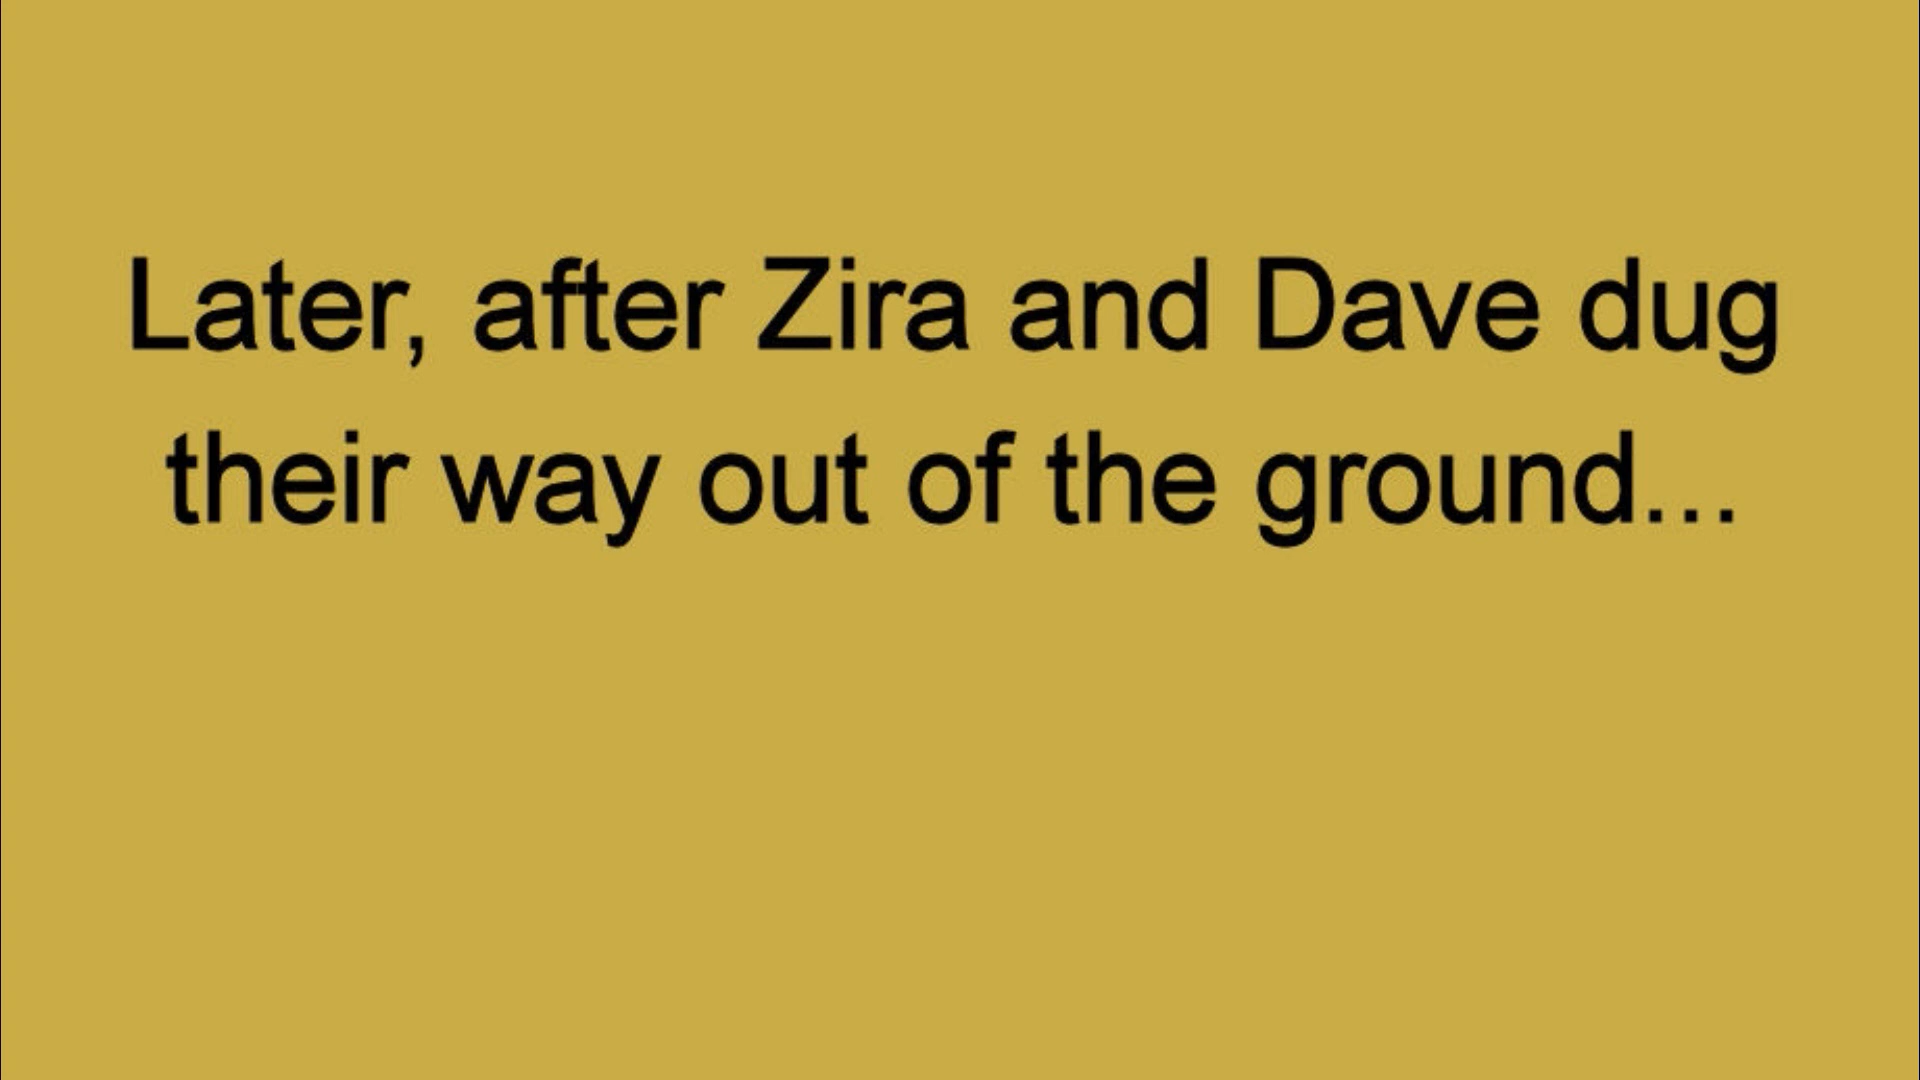 Later, after Zira and Dave dug
their way out of the ground...